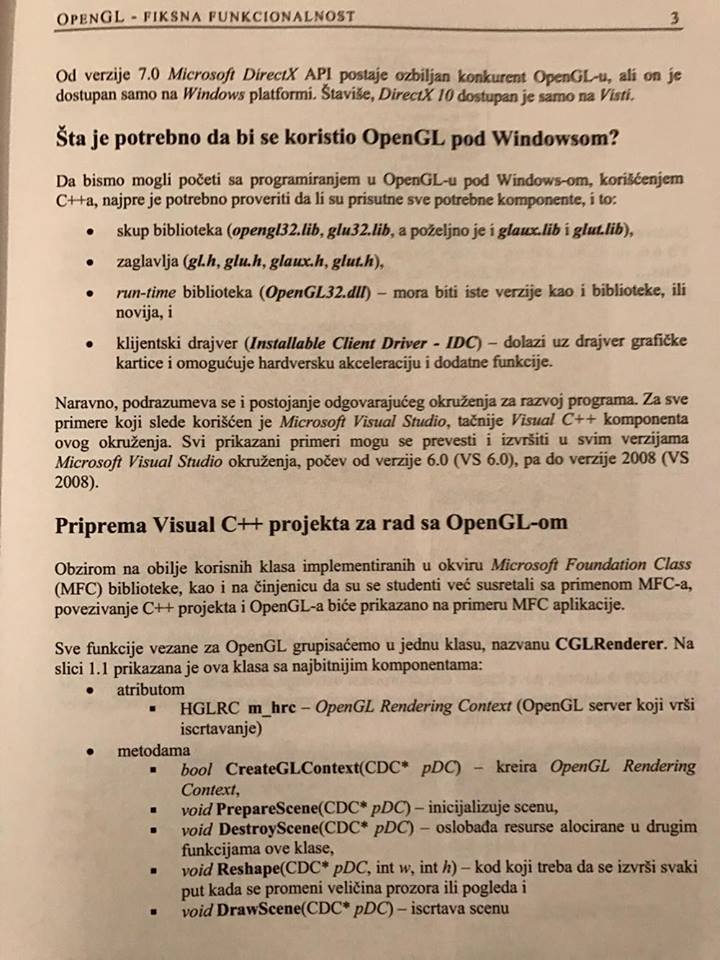 OPENGL - FIKSNA FUNKCIONALNOST 3
Od verzije 7.0 Microsoft DirectX API postaje ozbiljan konkurent OpenGL-u, ali on je
dostupan samo na Windows platformi. Štaviše, DirectX 10 dostupan je samo na Visti.
Šta je potrebno da bi se koristio OpenGL pod Windowsom?
Da bismo mogli početi sa programiranjem u OpenGL-u pod Windows-om, korišćenjem
C++a, najpre je potrebno proveriti da li su prisutne sve potrebne komponente, i to:
• skup biblioteka (opengl32.lib, glu32.lib, a poželjno je i glaux.lib i glut.lib),
• zaglavlja (gl.h, glu.h, glaux.h, glut.h),
• run-time biblioteka (OpenGL32.dll) – mora biti iste verzije kao i biblioteke, ili
novija, i
• klijentski drajver (Installable Client Driver - IDC) – dolazi uz drajver grafičke
kartice i omogućuje hardversku akceleraciju i dodatne funkcije.
Naravno, podrazumeva se i postojanje odgovarajućeg okruženja za razvoj programa. Za sve
primere koji slede korišćen je Microsoft Visual Studio, tačnije Visual C++ komponenta
ovog okruženja. Svi prikazani primeri mogu se prevesti i izvršiti u svim verzijama
Microsoft Visual Studio okruženja, počev od verzije 6.0 (VS 6.0), pa do verzije 2008 (VS
2008).
Priprema Visual C++ projekta za rad sa OpenGL-om
Obzirom na obilje korisnih klasa implementiranih u okviru Microsoft Foundation Class
(MFC) biblioteke, kao i na činjenicu da su se studenti već susretali sa primenom MFC-a,
povezivanje C++ projekta i OpenGL-a biće prikazano na primeru MFC aplikacije.
Sve funkcije vezane za OpenGL grupisaćemo u jednu klasu, nazvanu CGLRenderer. Na
slici 1.1 prikazana je ova klasa sa najbitnijim komponentama:
• atributom
▪ HGLRC m_hrc – OpenGL Rendering Context (OpenGL server koji vrši
iscrtavanje)
• metodama
▪ bool CreateGLContext(CDC* pDC) – kreira OpenGL Rendering
Context,
▪ void PrepareScene(CDC* pDC) – inicijalizuje scenu,
▪ void DestroyScene(CDC* pDC) – oslobađa resurse alocirane u drugim
funkcijama ove klase,
▪ void Reshape(CDC* pDC, int w, int h) – kod koji treba da se izvrši svaki
put kada se promeni veličina prozora ili pogleda i
▪ void DrawScene(CDC* pDC) – iscrtava scenu